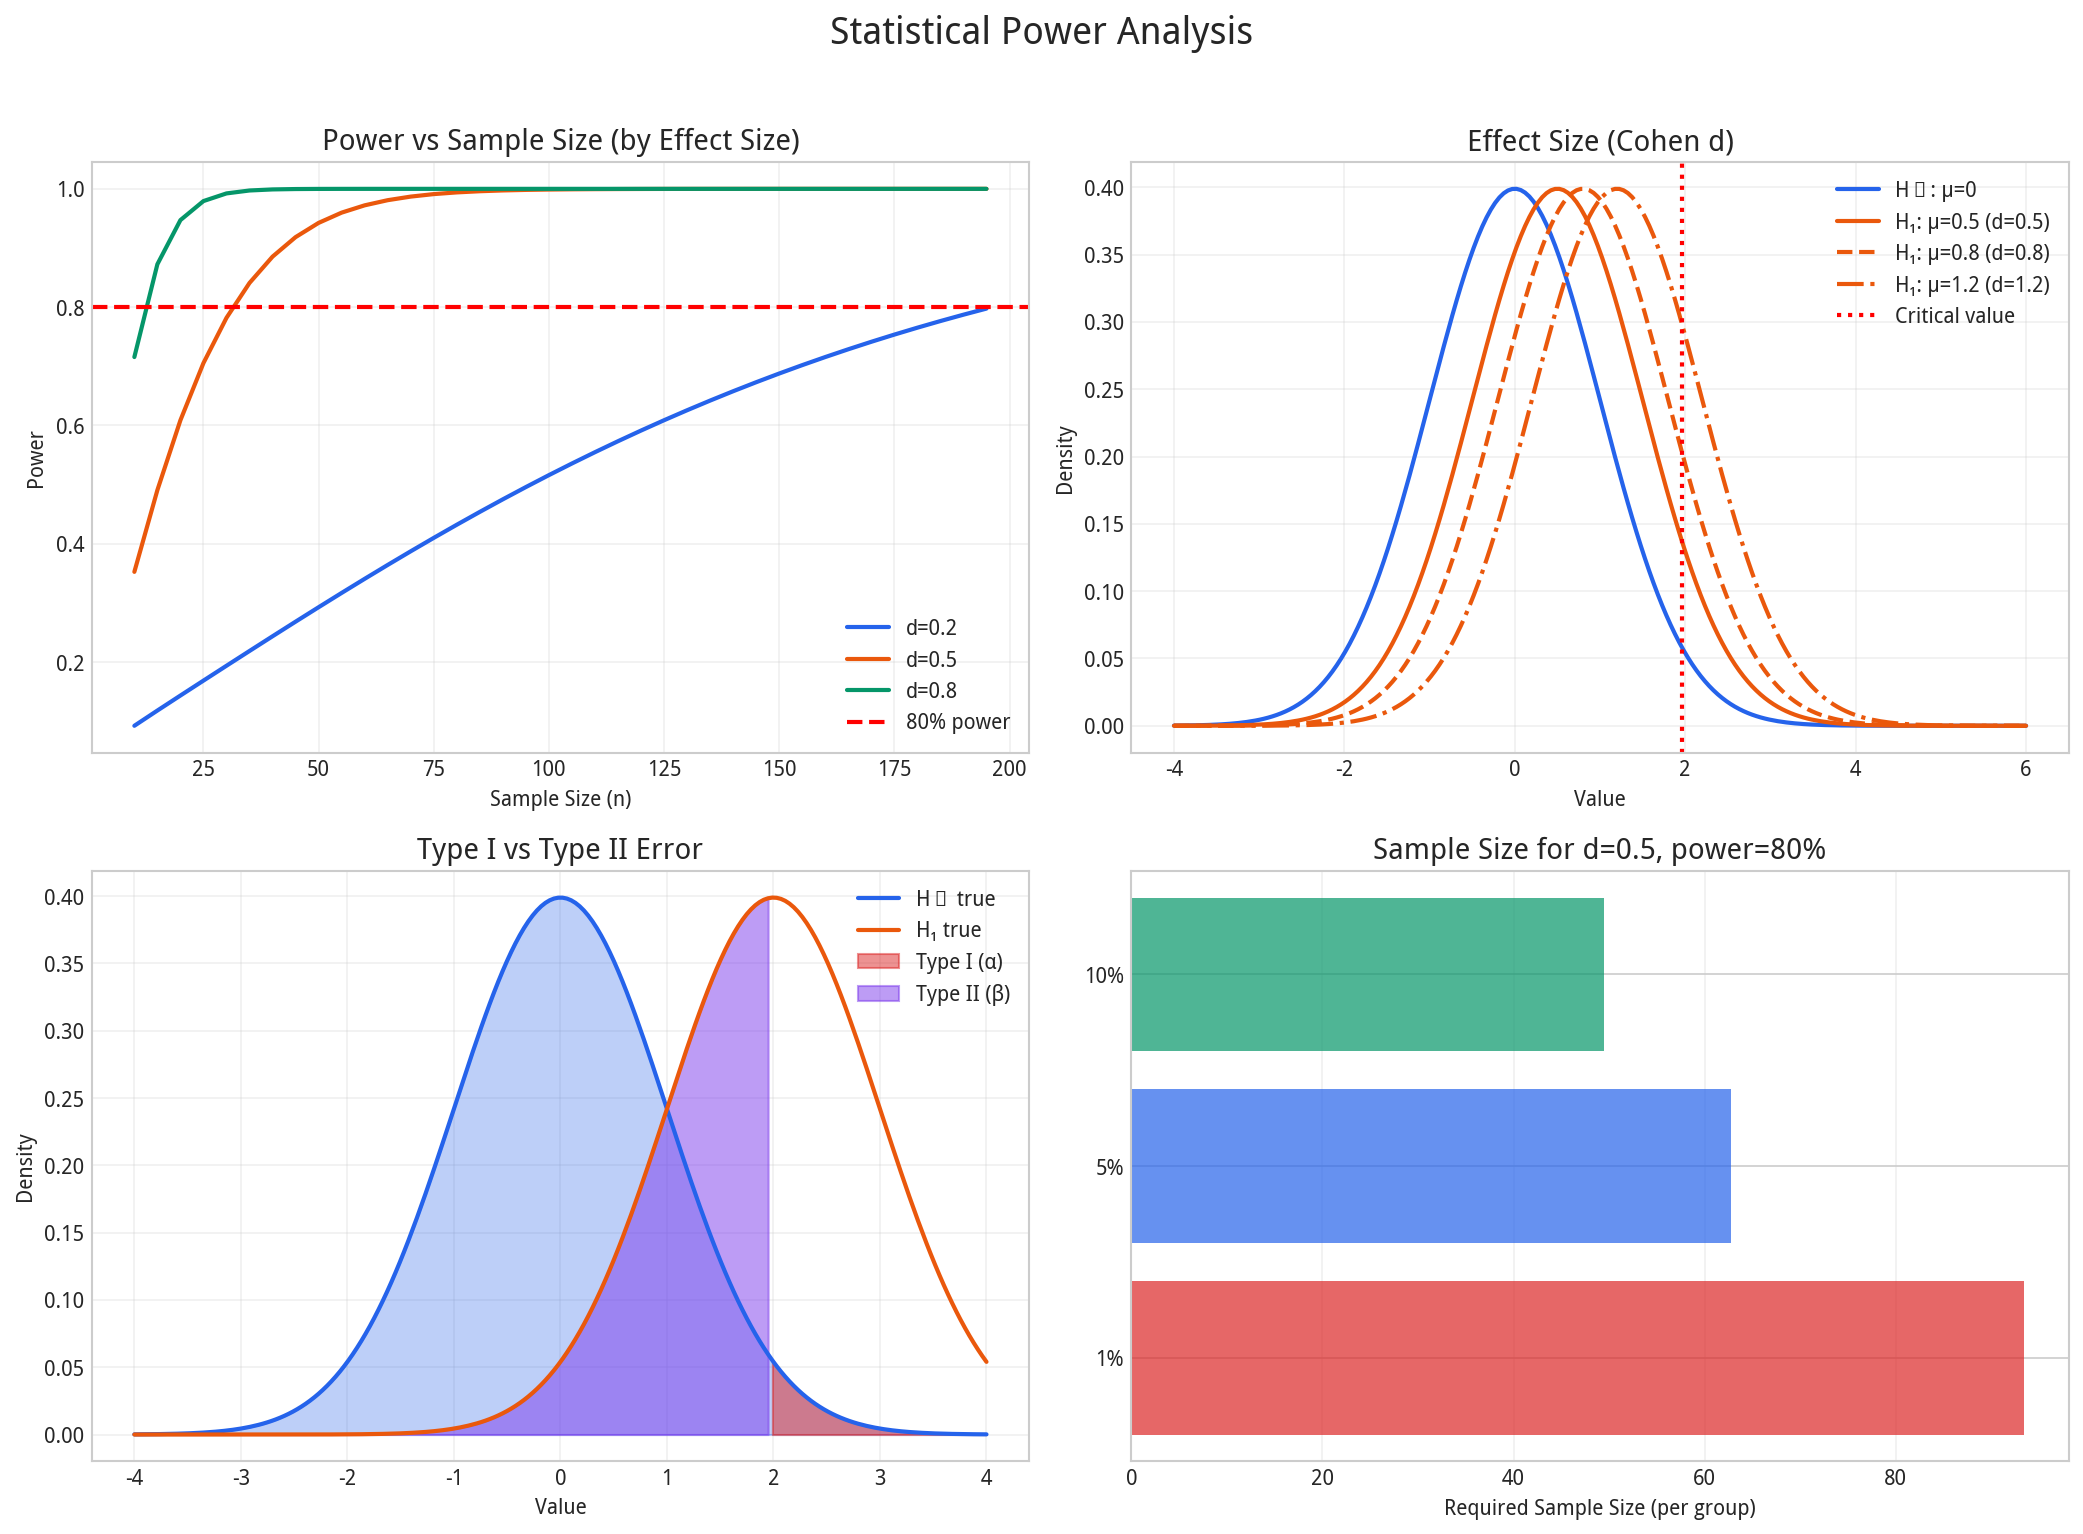 Statistical Power Analysis
Power vs Sample Size (by Effect Size)
1.0
0.8
0.6
0.4
0.2
Power
25 50 75 100 125 150 175 200
Sample Size (n)
d=0.2
d=0.5
d=0.8
80% power
Effect Size (Cohen d)
0.40
0.35
0.30
0.25
0.20
0.15
0.10
0.05
0.00
Density
-4 -2 0 2 4 6
Value
H▯: μ=0
H₁: μ=0.5 (d=0.5)
H₁: μ=0.8 (d=0.8)
H₁: μ=1.2 (d=1.2)
Critical value
Type I vs Type II Error
0.40
0.35
0.30
0.25
0.20
0.15
0.10
0.05
0.00
Density
-4 -3 -2 -1 0 1 2 3 4
Value
H▯ true
H₁ true
Type I (α)
Type II (β)
Sample Size for d=0.5, power=80%
10%
5%
1%
0 20 40 60 80
Required Sample Size (per group)